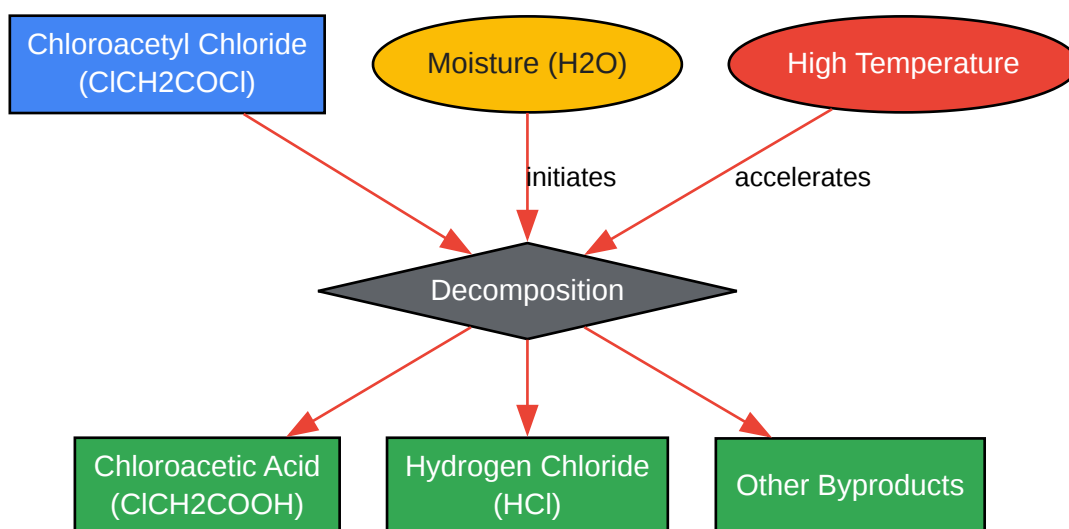 Chloroacetyl Chloride
(ClCH2COCl)
Moisture (H2O)
High Temperature
initiates
accelerates
Decomposition
Chloroacetic Acid
(ClCH2COOH)
Hydrogen Chloride
(HCl)
Other Byproducts